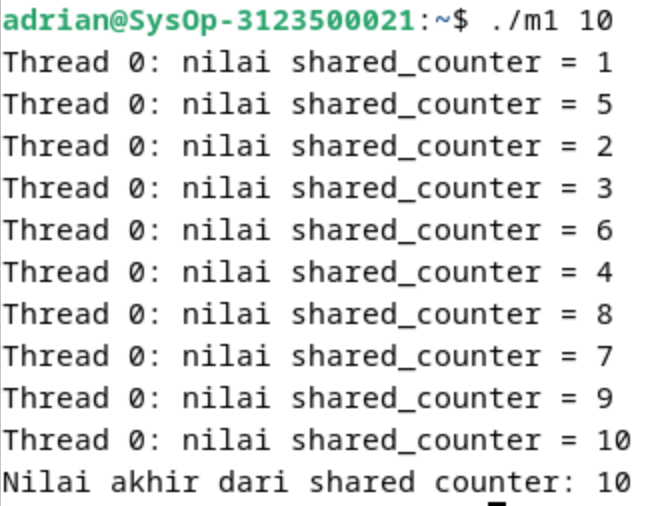 adrian@SysOp-3123500021:~$ ./m1 10
Thread 0: nilai shared_counter = 1
Thread 0: nilai shared_counter = 5
Thread 0: nilai shared_counter = 2
Thread 0: nilai shared_counter = 3
Thread 0: nilai shared_counter = 6
Thread 0: nilai shared_counter = 4
Thread 0: nilai shared_counter = 8
Thread 0: nilai shared_counter = 7
Thread 0: nilai shared_counter = 9
Thread 0: nilai shared_counter = 10
Nilai akhir dari shared counter: 10